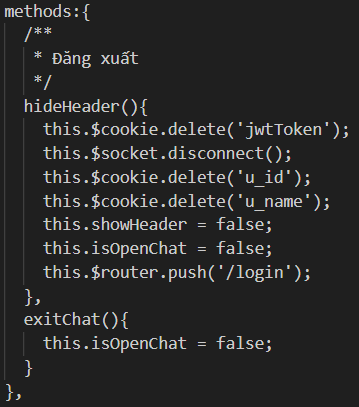 methods:{
/**
* Đăng xuất
*/
hideHeader(){
this.$cookie.delete('jwtToken');
this.$socket.disconnect();
this.$cookie.delete('u_id');
this.$cookie.delete('u_name');
this.showHeader = false;
this.isOpenChat = false;
this.$router.push('/login');
},
exitChat(){
this.isOpenChat = false;
}
},